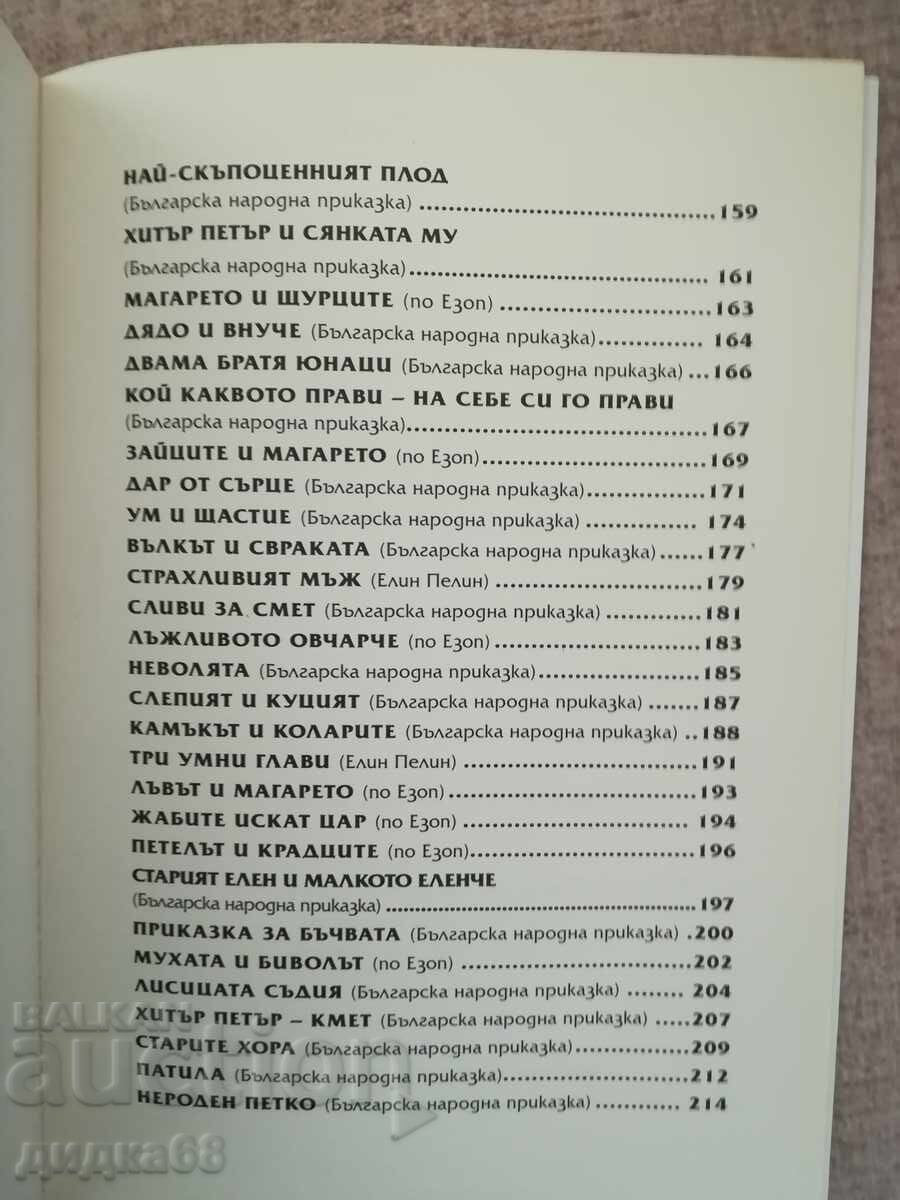 НАЙ-СКЪПОЦЕННИЯТ ПЛОД
(Българска народна приказка) ........................................159
ХИТЪР ПЕТЪР И СЯНКАТА МУ
(Българска народна приказка)........................................ 161
МАГАРЕТО И ЩУРЦИТЕ (по Езоп) .............................163
ДЯДО И ВНУЧЕ (Българска народна приказка)............... 164
ДВАМА БРАТЯ ЮНАЦИ (Българска народна приказка) ...166
КОЙ КАКВОТО ПРАВИ – НА СЕБЕ СИ ГО ПРАВИ
(Българска народна приказка)........................................167
ЗАЙЦИТЕ И МАГАРЕТО (по Езоп)..............................169
ДАР ОТ СЪРЦЕ (Българска народна приказка)................171
УМ И ЩАСТИЕ (Българска народна приказка) ............... 174
ВЪЛКЪТ И СВРАКАТА (Българска народна приказка)......177
СТРАХЛИВИЯТ МЪЖ (Елин Пелин) ............................179
СЛИВИ ЗА СМЕТ (Българска народна приказка) .............181
ЛЪЖЛИВОТО ОВЧАРЧЕ (по Езоп) ............................183
НЕВОЛЯТА (Българска народна приказка)......................185
СЛЕПИЯТ И КУЦИЯТ (Българска народна приказка) .......187
КАМЪКЪТ И КОЛАРИТЕ (Българска народна приказка) ..188
ТРИ УМНИ ГЛАВИ (Елин Пелин) ...............................191
ЛЪВЪТ И МАГАРЕТО (по Езоп).................................193
ЖАБИТЕ ИСКАТ ЦАР (по Езоп) .............................. 194
ПЕТЕЛЪТ И КРАДЦИТЕ (по Езоп)..............................196
СТАРИЯТ ЕЛЕН И МАЛКОТО ЕЛЕНЧЕ
(Българска народна приказка) ........................................197
ПРИКАЗКА ЗА БЪЧВАТА (Българска народна приказка) .200
МУХАТА И БИВОЛЪТ (по Езоп) ...............................202
ЛИСИЦАТА СЪДИЯ (Българска народна приказка) ........ 204
ХИТЪР ПЕТЪР – КМЕТ (Българска народна приказка) .....207
СТАРИТЕ ХОРА (Българска народна приказка)................209
ПАТИЛА (Българска народна приказка).........................212
НЕРОДЕН ПЕТКО (Българска народна приказка) ............214
BALKAN
auction
дидка68